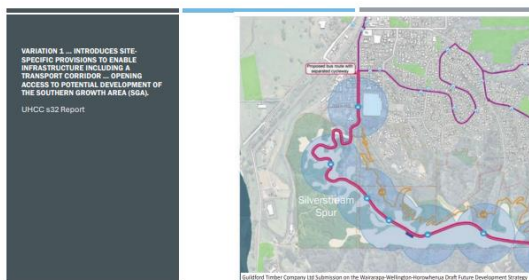 VARIATION 1 ... INTRODUCES SITE-
SPECIFIC PROVISIONS TO ENABLE
INFRASTRUCTURE INCLUDING A
TRANSPORT CORRIDOR ... OPENING
ACCESS TO POTENTIAL DEVELOPMENT OF
THE SOUTHERN GROWTH AREA (SGA).
UHCC s32 Report
Proposed bus route with
expanded cycleway
Silverstream
Spur
Guildford Timber Company Ltd Submission on the Wairarapa-Wellington-Horowhenua Draft Future Development Strategy